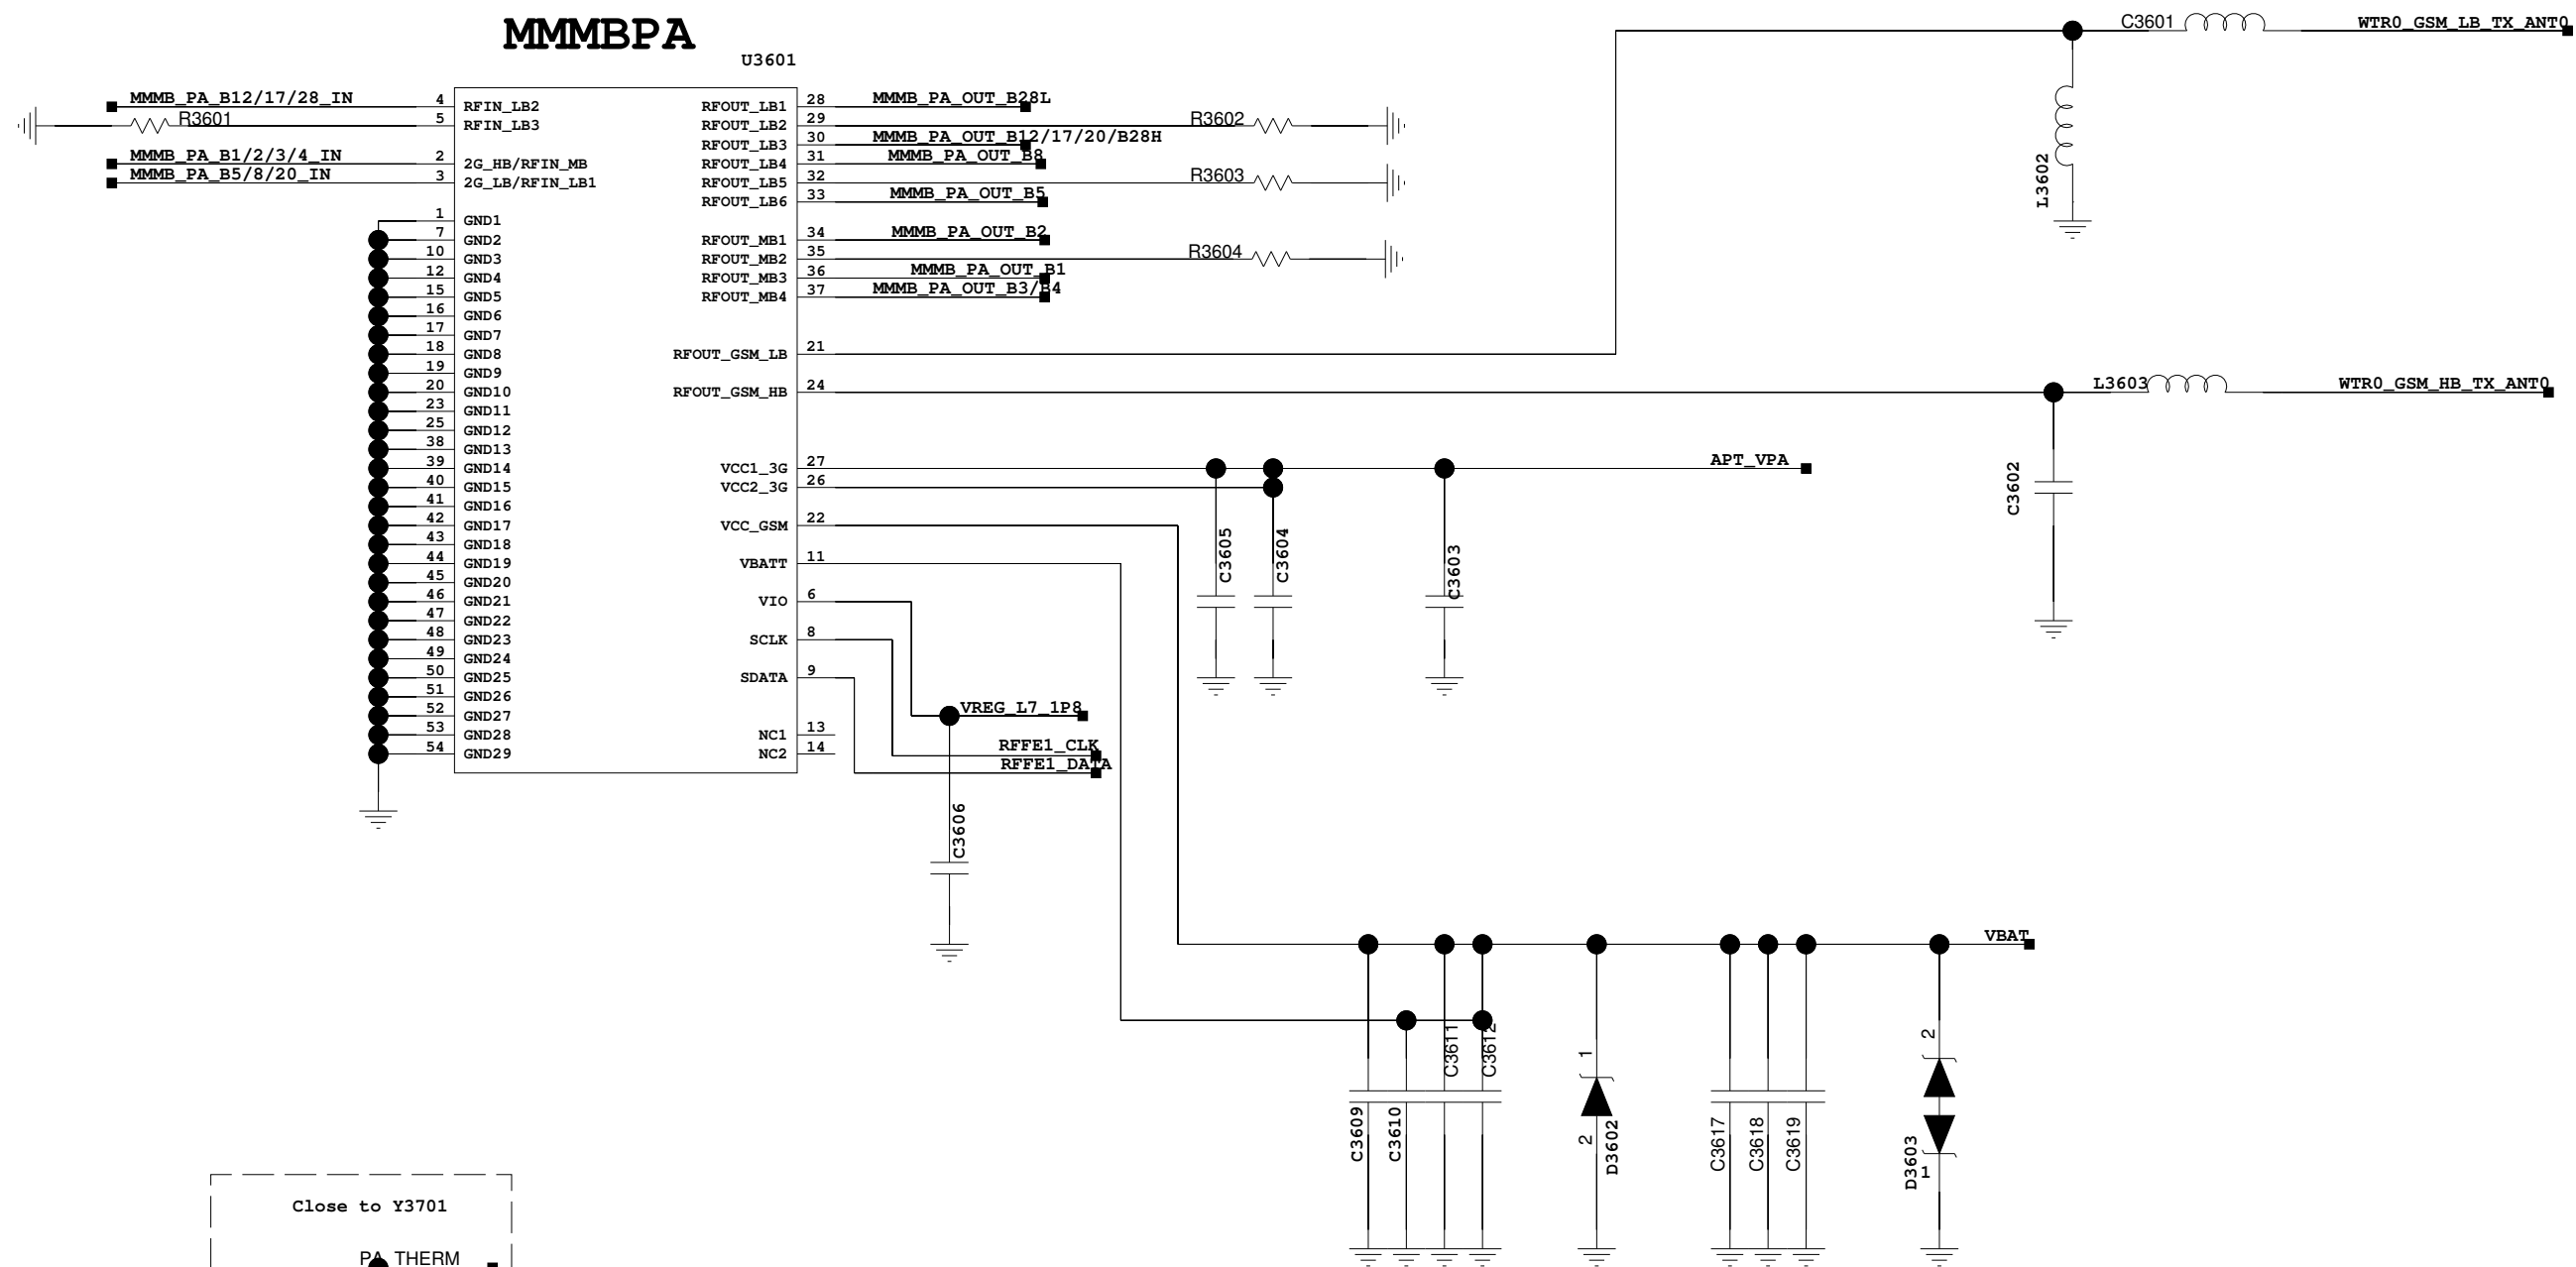 MMMBPA
U3601
C3601
WTR0_GSM_LB_TX_ANT0
L3602
MMMB_PA_B12/17/28_IN
R3601
MMMB_PA_B1/2/3/4_IN
MMMB_PA_B5/8/20_IN
4 RFIN_LB2
5 RFIN_LB3
2 2G_HB/RFIN_MB
3 2G_LB/RFIN_LB1
1 GND1
7 GND2
10 GND3
12 GND4
15 GND5
16 GND6
17 GND7
18 GND8
19 GND9
20 GND10
23 GND11
25 GND12
38 GND13
39 GND14
40 GND15
41 GND16
42 GND17
43 GND18
44 GND19
45 GND20
46 GND21
47 GND22
48 GND23
49 GND24
50 GND25
51 GND26
52 GND27
53 GND28
54 GND29
RFOUT_LB1 28 MMMB_PA_OUT_B28L
RFOUT_LB2 29 R3602
RFOUT_LB3 30 MMMB_PA_OUT_B12/17/20/B28H
RFOUT_LB4 31 MMMB_PA_OUT_B8
RFOUT_LB5 32 R3603
RFOUT_LB6 33 MMMB_PA_OUT_B5
RFOUT_MB1 34 MMMB_PA_OUT_B2
RFOUT_MB2 35 R3604
RFOUT_MB3 36 MMMB_PA_OUT_B1
RFOUT_MB4 37 MMMB_PA_OUT_B3/B4
RFOUT_GSM_LB 21
RFOUT_GSM_HB 24
L3603
WTR0_GSM_HB_TX_ANT0
C3602
VCC1_3G 27 APT_VPA
VCC2_3G 26
VCC_GSM 22
VBATT 11
VIO 6
SCLK 8
SDATA 9
NC1 13
NC2 14
C3605
C3604
C3603
VREG_L7_1P8
RFFE1_CLK
RFFE1_DATA
C3606
VBAT
C3609
C3610
C3611
C3612
1
2
D3602
C3617
C3618
C3619
2
D3603
1
Close to Y3701
PA_THERM